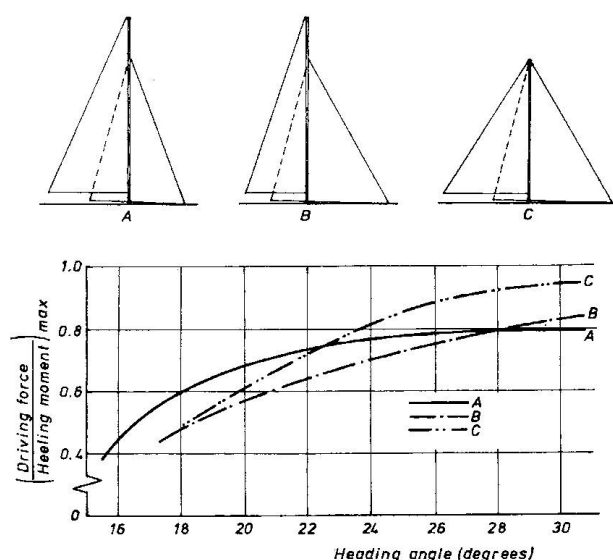 A
B
C
1.0
0.8
0.6
0.4
0
(Driving force / Heeling moment) max
C
B
A
A
B
C
16
18
20
22
24
26
28
30
Heading angle (degrees)